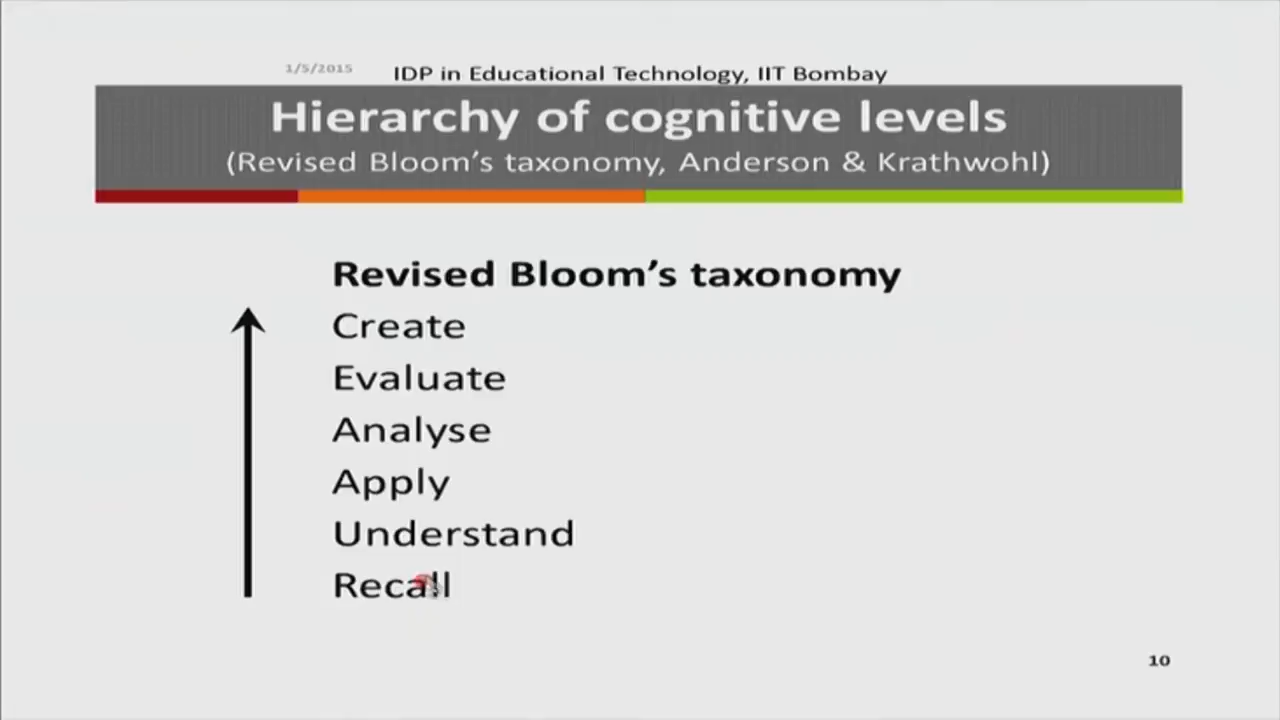 1/5/2015
IDP in Educational Technology, IIT Bombay
Hierarchy of cognitive levels
(Revised Bloom’s taxonomy, Anderson & Krathwohl)
Revised Bloom’s taxonomy
Create
Evaluate
Analyse
Apply
Understand
Recall
10